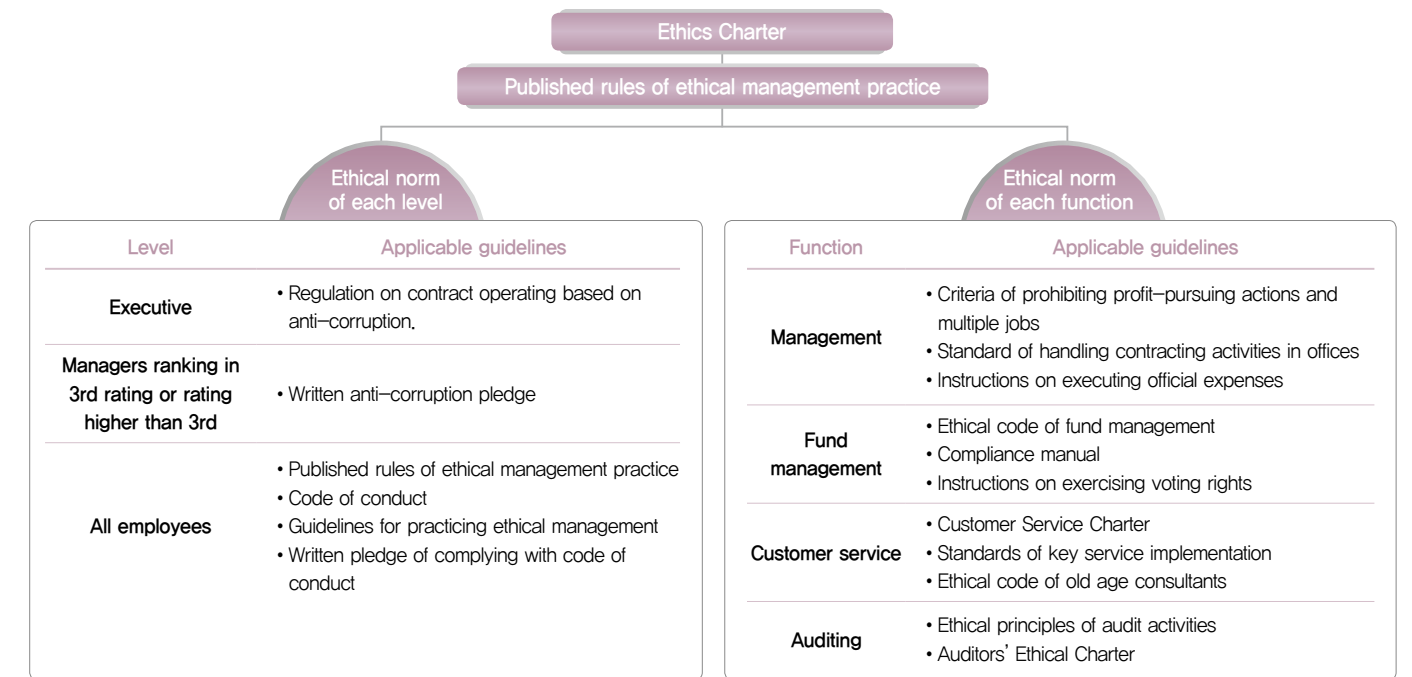 Ethics Charter
Published rules of ethical management practice
Ethical norm
of each level
Level Applicable guidelines
Executive
• Regulation on contract operating based on
anti-corruption.
Managers ranking in
3rd rating or rating
higher than 3rd
• Written anti-corruption pledge
All employees
• Published rules of ethical management practice
• Code of conduct
• Guidelines for practicing ethical management
• Written pledge of complying with code of
conduct
Ethical norm
of each function
Function Applicable guidelines
Management
• Criteria of prohibiting profit-pursuing actions and
multiple jobs
• Standard of handling contracting activities in offices
• Instructions on executing official expenses
Fund
management
• Ethical code of fund management
• Compliance manual
• Instructions on exercising voting rights
Customer service
• Customer Service Charter
• Standards of key service implementation
• Ethical code of old age consultants
Auditing
• Ethical principles of audit activities
• Auditors' Ethical Charter